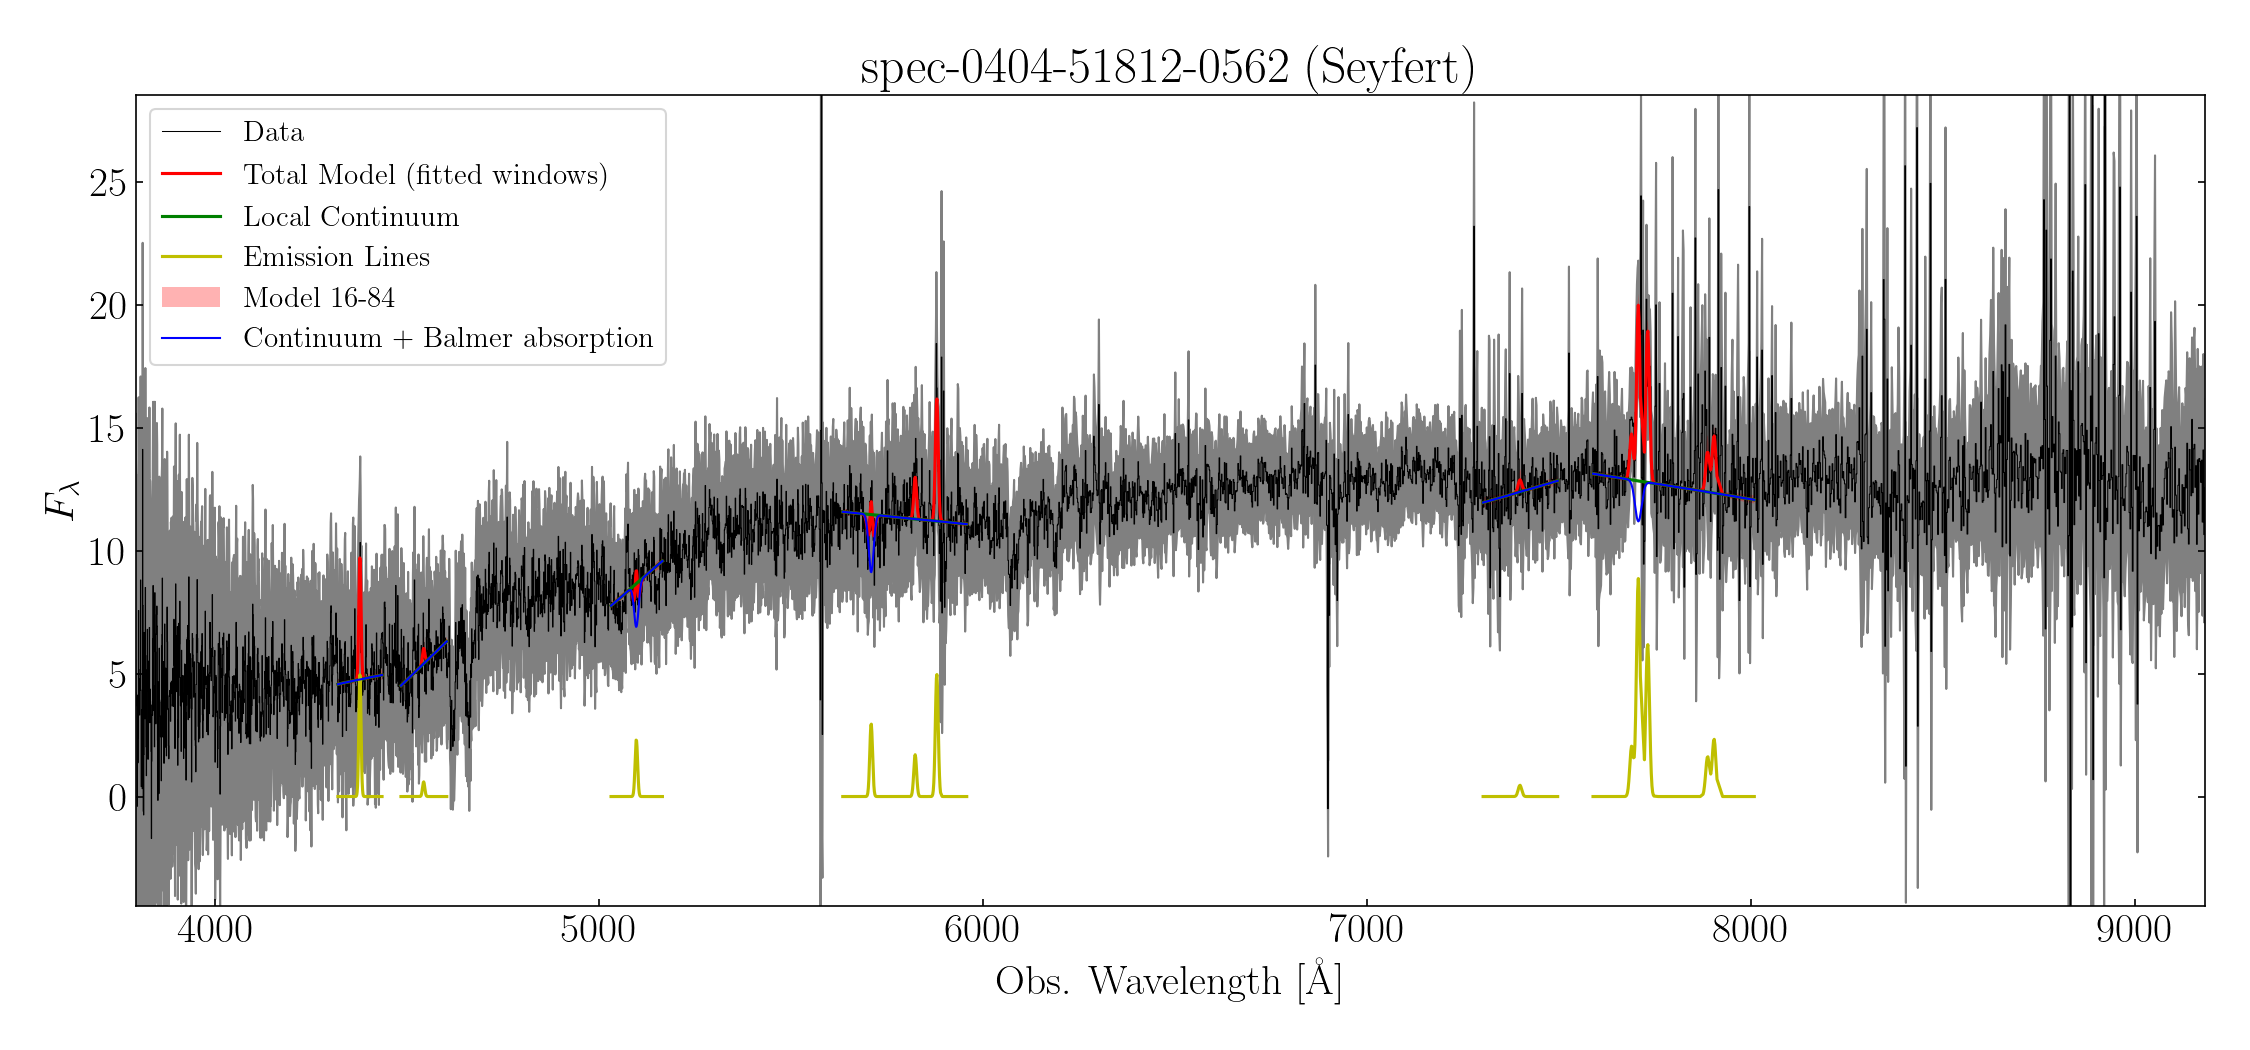 spec-0404-51812-0562 (Seyfert)
Data
Total Model (fitted windows)
Local Continuum
Emission Lines
Model 16-84
Continuum + Balmer absorption
25
20
15
10
5
0
F_λ
4000 5000 6000 7000 8000 9000
Obs. Wavelength [Å]